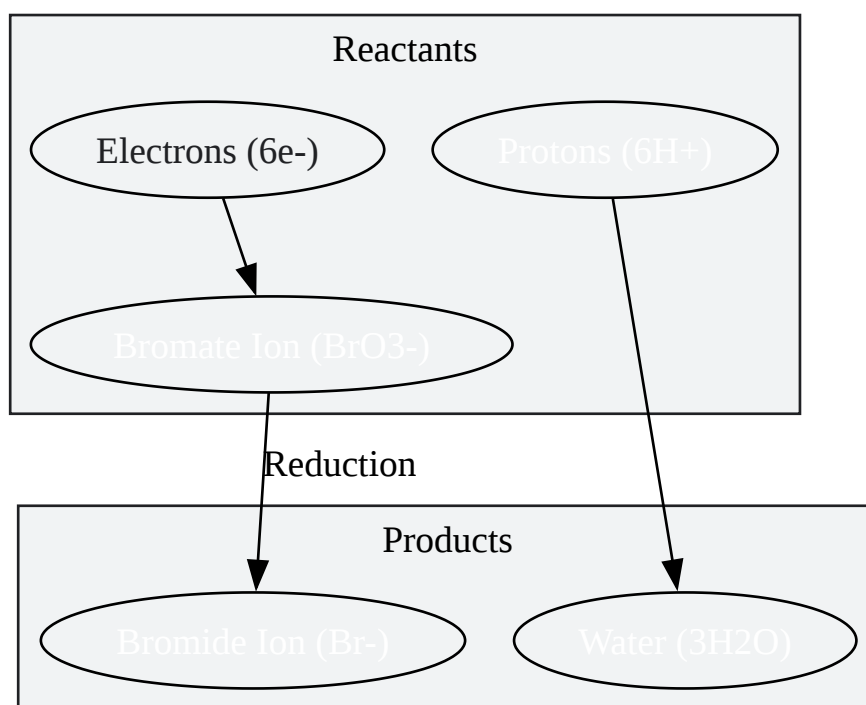 Reactants
Electrons (6e-)
Protons (6H+)
Bromate Ion (BrO3-)
Reduction
Products
Bromide Ion (Br-)
Water (3H2O)